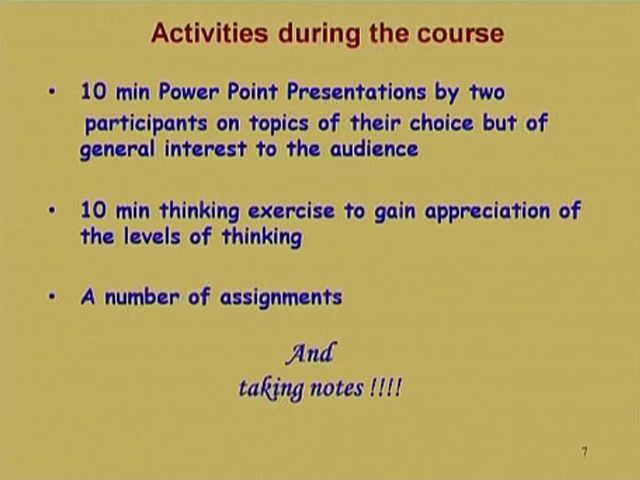 Activities during the course
• 10 min Power Point Presentations by two
participants on topics of their choice but of
general interest to the audience
• 10 min thinking exercise to gain appreciation of
the levels of thinking
• A number of assignments
And
taking notes !!!!
7